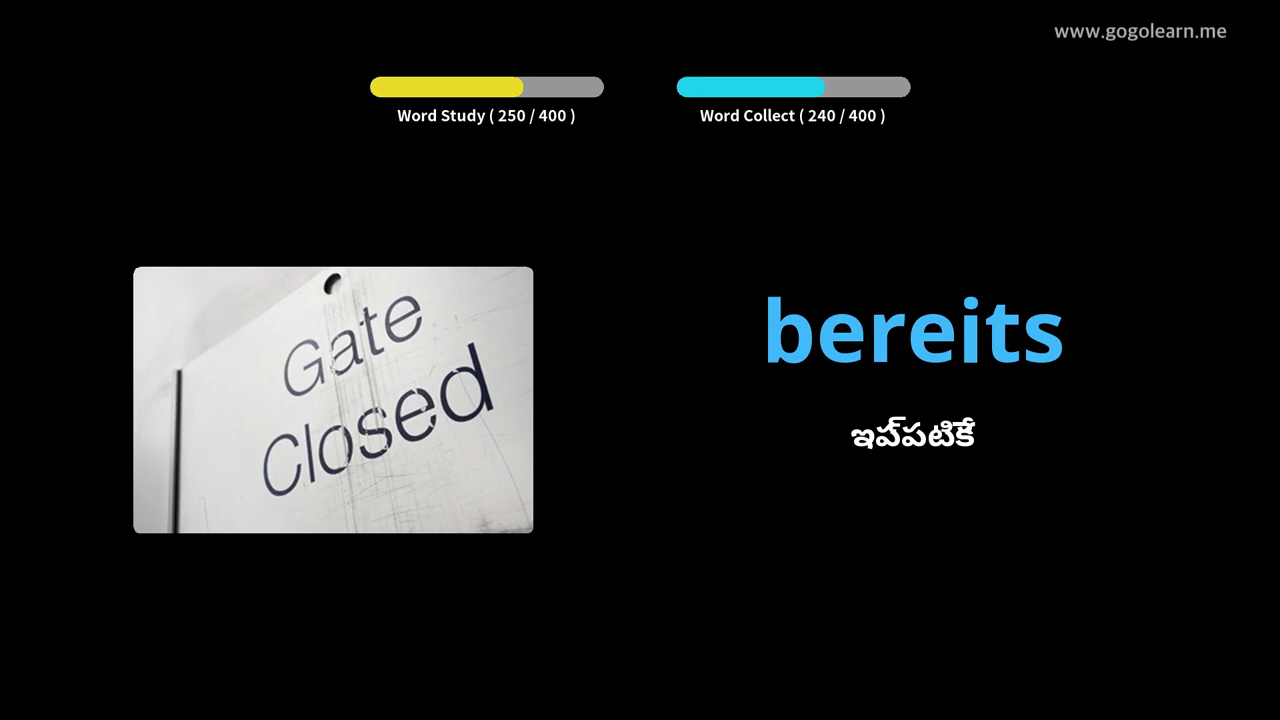 www.gogolearn.me
Word Study ( 250 / 400 )
Word Collect ( 240 / 400 )
Gate
Closed
bereits
ఇప్పటికే